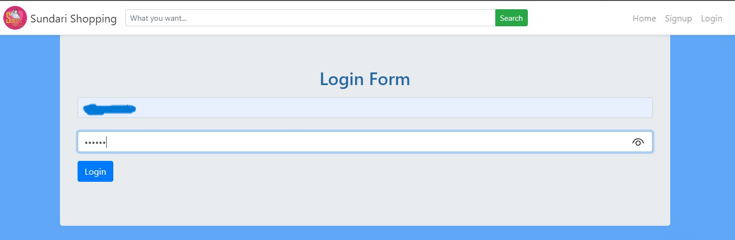 Sundari Shopping
What you want...
Search
Home
Signup
Login
Login Form
Login